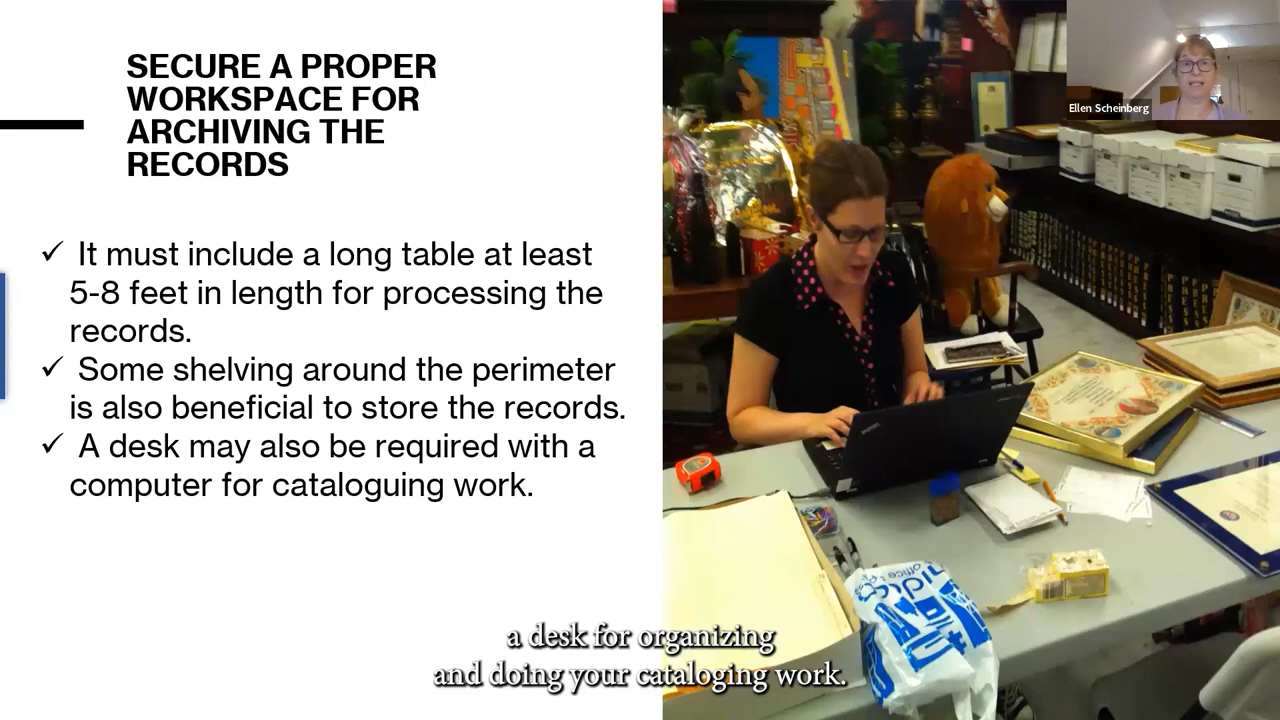 SECURE A PROPER
WORKSPACE FOR
ARCHIVING THE
RECORDS
✓ It must include a long table at least
5-8 feet in length for processing the
records.
✓ Some shelving around the perimeter
is also beneficial to store the records.
✓ A desk may also be required with a
computer for cataloguing work.
Ellen Scheinberg
a desk for organizing
and doing your cataloging work.